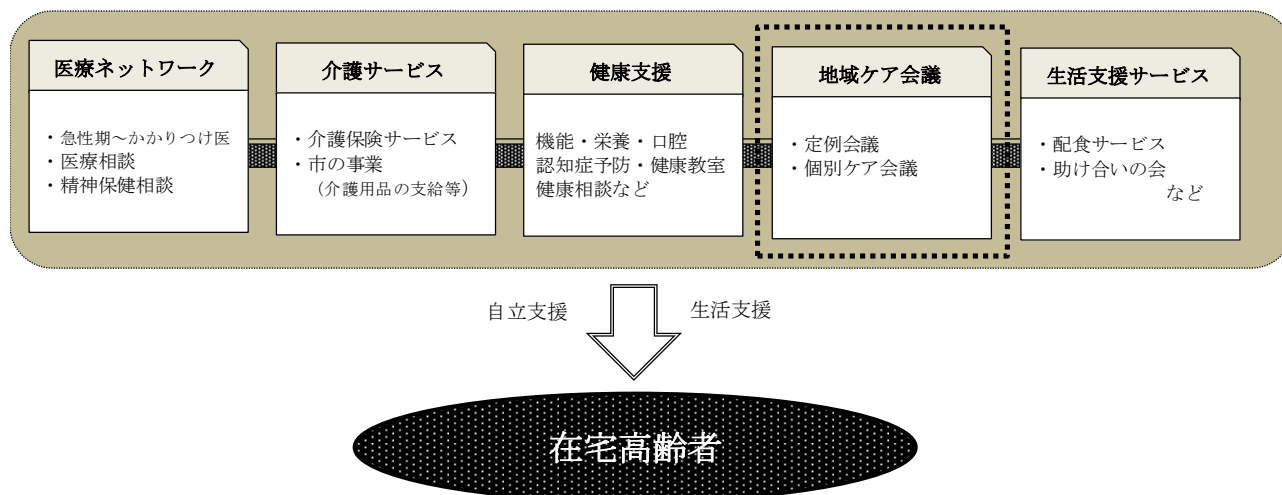 医療ネットワーク
・急性期～かかりつけ医
・医療相談
・精神保健相談
介護サービス
・介護保険サービス
・市の事業
（介護用品の支給等）
健康支援
機能・栄養・口腔
認知症予防・健康教室
健康相談など
地域ケア会議
・定例会議
・個別ケア会議
生活支援サービス
・配食サービス
・助け合いの会
など
自立支援
生活支援
在宅高齢者